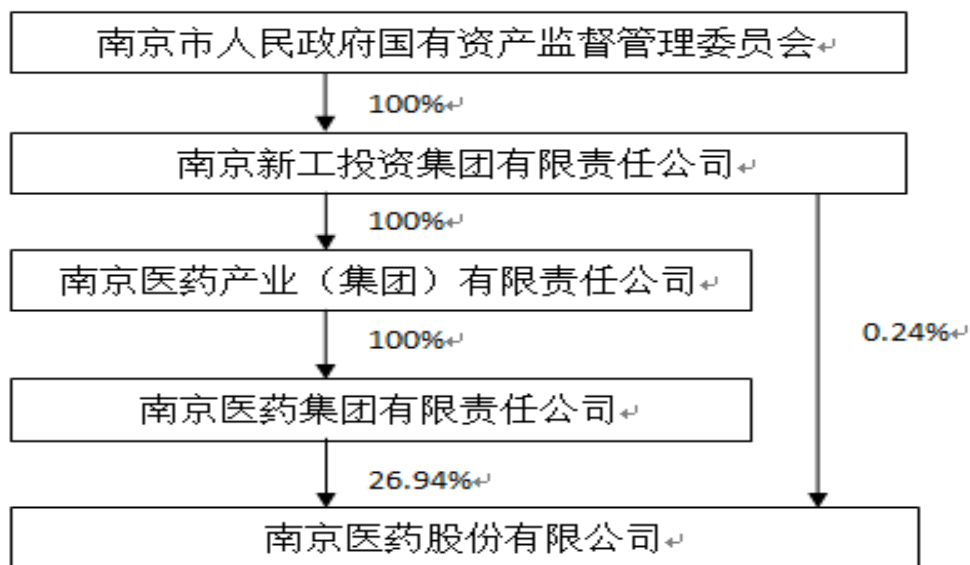 南京市人民政府国有资产监督管理委员会
100%
南京新工投资集团有限责任公司
100%
南京医药产业（集团）有限责任公司
100%
0.24%
南京医药集团有限责任公司
26.94%
南京医药股份有限公司